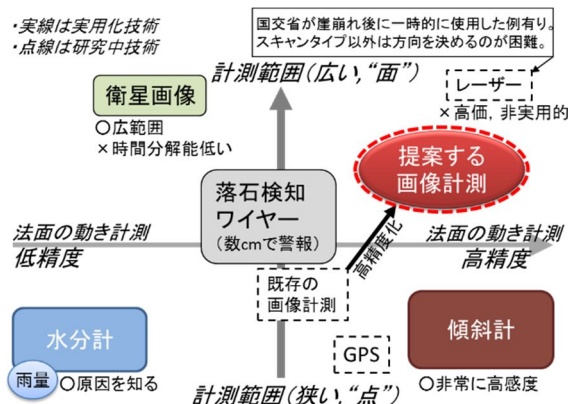 ・実線は実用化技術
・点線は研究中技術
国交省が崖崩れ後に一時的に使用した例有り。
スキャンタイプ以外は方向を決めるのが困難。
計測範囲(広い,“面”)
衛星画像
○広範囲
×時間分解能低い
レーザー
×高価, 非実用的
提案する
画像計測
落石検知
ワイヤー
(数cmで警報)
法面の動き計測
低精度
法面の動き計測
高精度
高精度化
既存の
画像計測
水分計
雨量
○原因を知る
GPS
傾斜計
○非常に高感度
計測範囲(狭い,“点”)